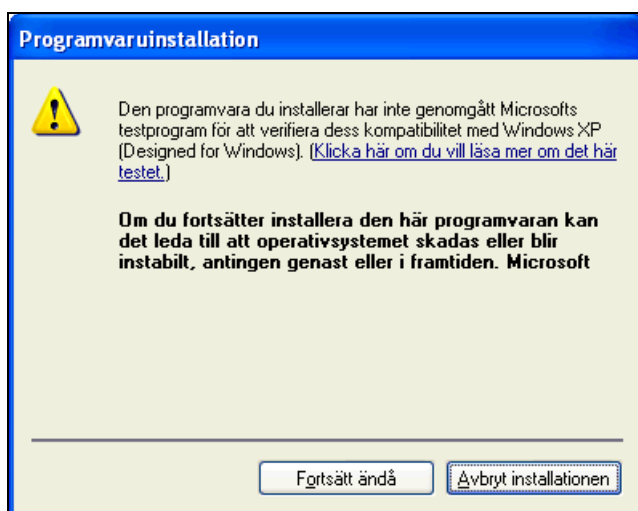 Programvaruinstallation
Den programvara du installerar har inte genomgått Microsofts
testprogram för att verifiera dess kompatibilitet med Windows XP
(Designed for Windows). (Klicka här om du vill läsa mer om det här
testet.)
Om du fortsätter installera den här programvaran kan
det leda till att operativsystemet skadas eller blir
instabilt, antingen genast eller i framtiden. Microsoft
Fortsätt ändå
Avbryt installationen